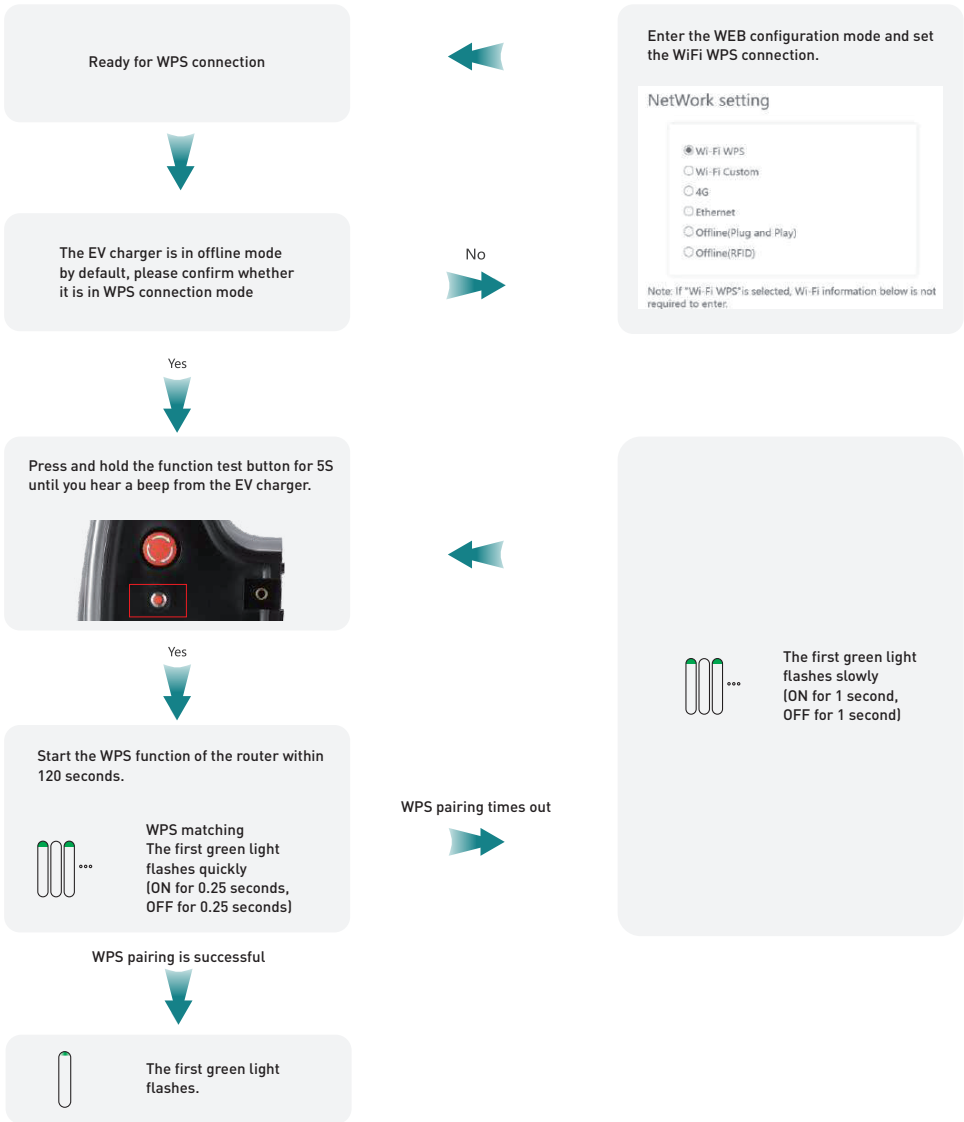 Ready for WPS connection
Enter the WEB configuration mode and set
the WiFi WPS connection.
NetWork setting
Wi-Fi WPS
Wi-Fi Custom
4G
Ethernet
Offline(Plug and Play)
Offline(RFID)
Note: If "Wi-Fi WPS"is selected, Wi-Fi information below is not
required to enter.
The EV charger is in offline mode
by default, please confirm whether
it is in WPS connection mode
No
Yes
Press and hold the function test button for 5S
until you hear a beep from the EV charger.
Yes
Start the WPS function of the router within
120 seconds.
WPS matching
The first green light
flashes quickly
(ON for 0.25 seconds,
OFF for 0.25 seconds)
WPS pairing times out
The first green light
flashes slowly
(ON for 1 second,
OFF for 1 second)
WPS pairing is successful
The first green light
flashes.